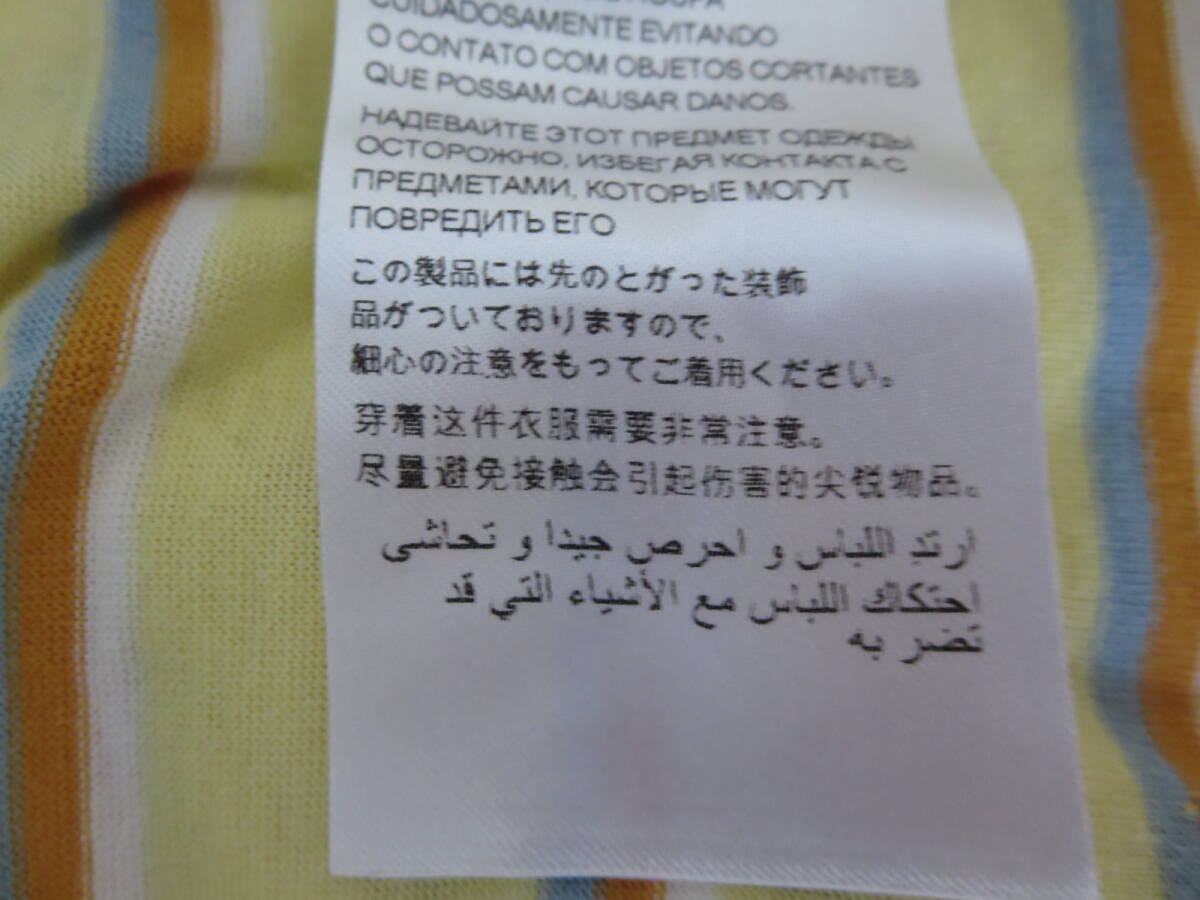 CUIDADOSAMENTE EVITANDO
O CONTATO COM OBJETOS CORTANTES
QUE POSSAM CAUSAR DANOS.
НАДЕВАЙТЕ ЭТОТ ПРЕДМЕТ ОДЕЖДЫ
ОСТОРОЖНО, ИЗБЕГАЯ КОНТАКТА С
ПРЕДМЕТАМИ, КОТОРЫЕ МОГУТ
ПОВРЕДИТЬ ЕГО
この製品には先のとがった装飾
品がついておりますので、
細心の注意をもってご着用ください。
穿着这件衣服需要非常注意。
尽量避免接触会引起伤害的尖锐物品。
ارتدِ اللباس و احرص جيدا و تحاشى
احتكاك اللباس مع الأشياء التي قد
تضر به